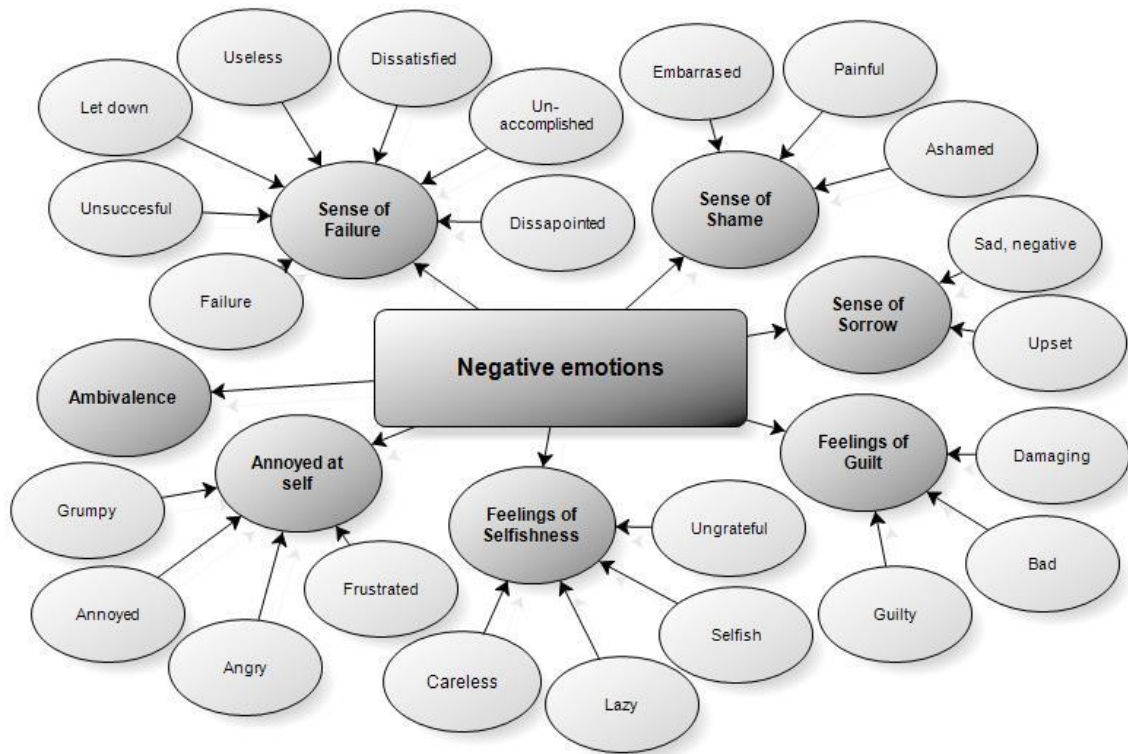 Useless
Dissatisfied
Let down
Un-
accomplished
Unsuccesful
Sense of
Failure
Dissapointed
Failure
Embarrased
Painful
Ashamed
Sense of
Shame
Sad, negative
Sense of
Sorrow
Upset
Negative emotions
Ambivalence
Annoyed at
self
Grumpy
Annoyed
Angry
Frustrated
Feelings of
Selfishness
Ungrateful
Selfish
Careless
Lazy
Feelings of
Guilt
Damaging
Bad
Guilty